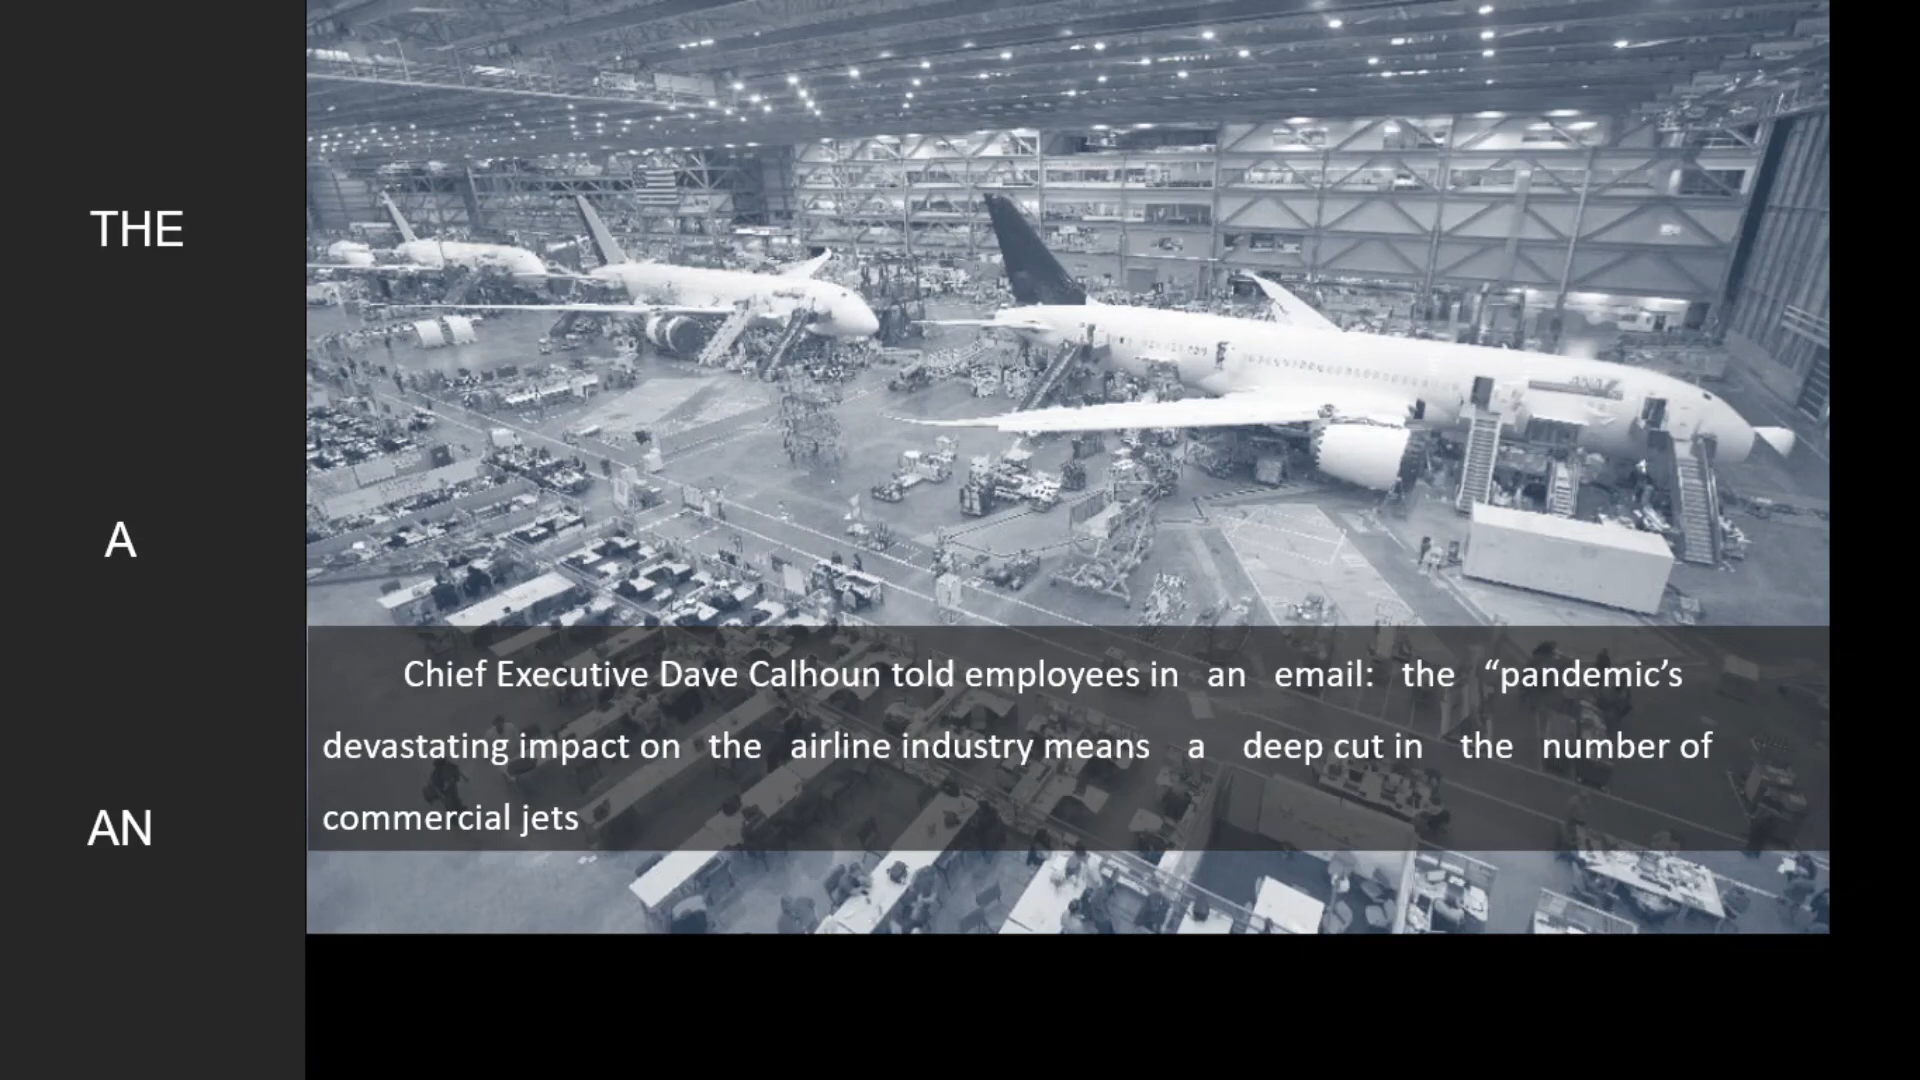 THE
A
AN
Chief Executive Dave Calhoun told employees in an email: the “pandemic’s
devastating impact on the airline industry means a deep cut in the number of
commercial jets